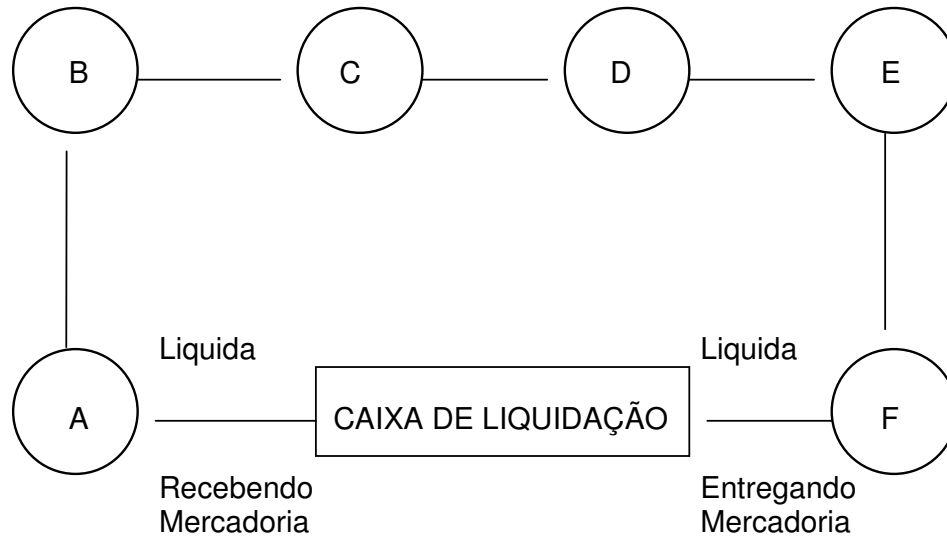 B
C
D
E
Liquida
Liquida
A
CAIXA DE LIQUIDAÇÃO
F
Recebendo
Mercadoria
Entregando
Mercadoria